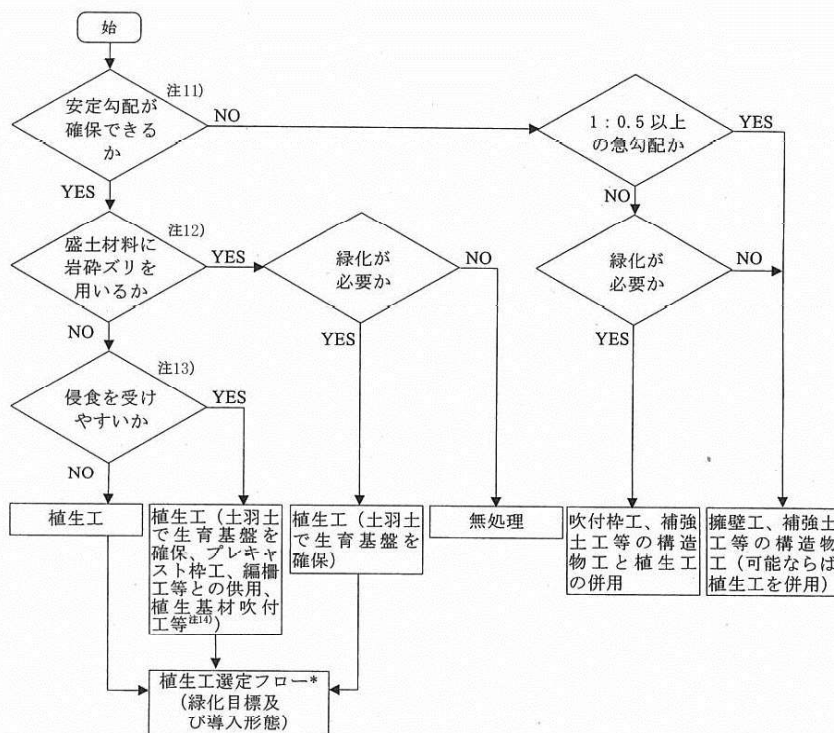 始
注11)
安定勾配が
確保できる
か
NO
1：0.5以上
の急勾配か
YES
YES
NO
注12)
盛土材料に
岩砕ズリを
用いるか
YES
緑化が
必要か
NO
緑化が
必要か
NO
NO
YES
YES
注13)
侵食を受け
やすいか
YES
NO
植生工
植生工（土羽土
で生育基盤を
確保、プレキャ
スト枠工、編柵
工等との供用、
植生基材吹付
工等注14)）
植生工（土羽土
で生育基盤を
確保）
無処理
吹付枠工、補強
土工等の構造
物工と植生工
の併用
擁壁工、補強土
工等の構造物
工（可能ならば
植生工を併用）
植生工選定フロー*
（緑化目標及
び導入形態）